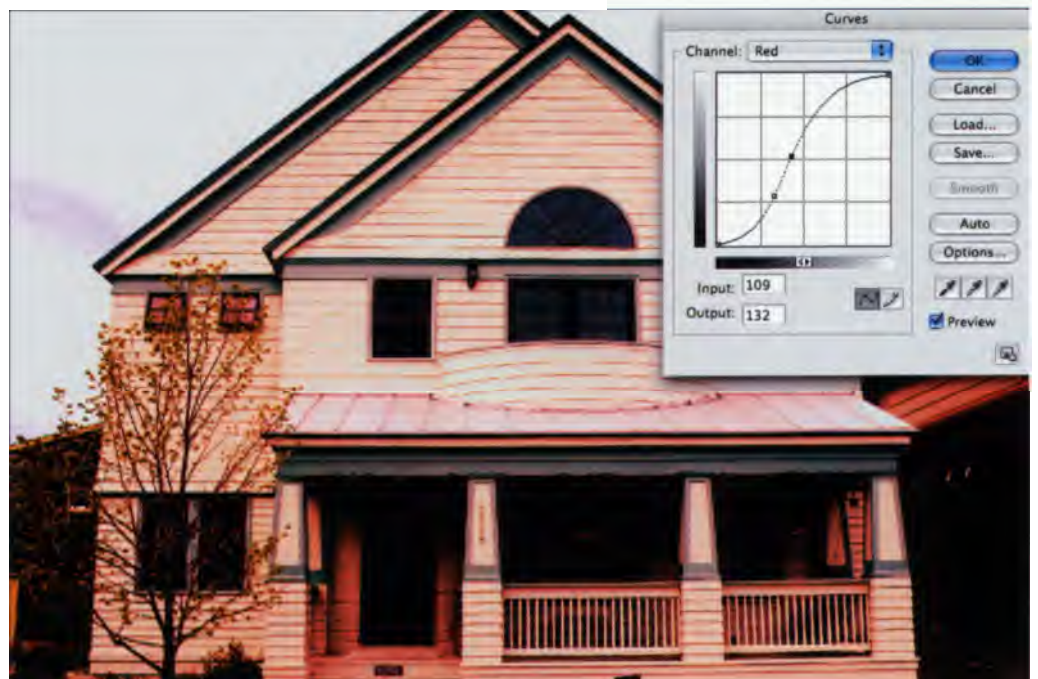 Curves
Channel: Red
OK
Cancel
Load...
Save...
Smooth
Auto
Options...
Input: 109
Output: 132
Preview